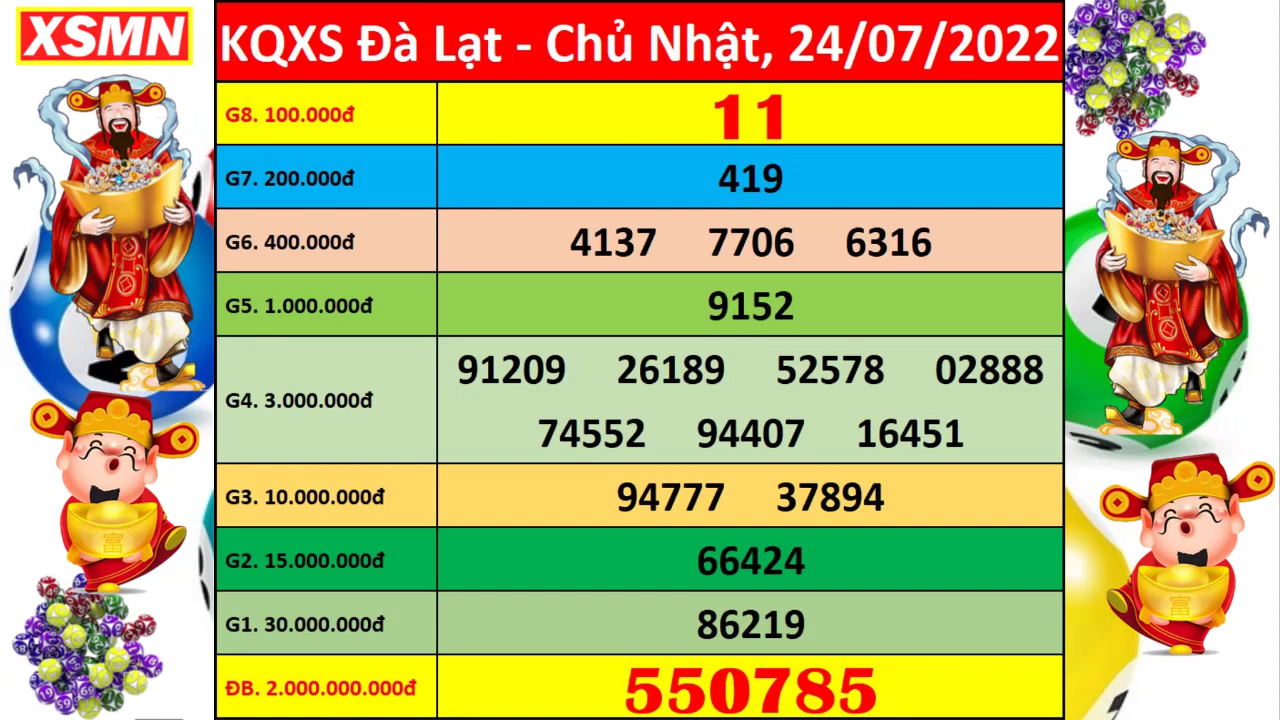 XSMN
KQXS Đà Lạt - Chủ Nhật, 24/07/2022
G8. 100.000đ 11
G7. 200.000đ 419
G6. 400.000đ 4137 7706 6316
G5. 1.000.000đ 9152
G4. 3.000.000đ 91209 26189 52578 02888
74552 94407 16451
G3. 10.000.000đ 94777 37894
G2. 15.000.000đ 66424
G1. 30.000.000đ 86219
ĐB. 2.000.000.000đ 550785
富
富